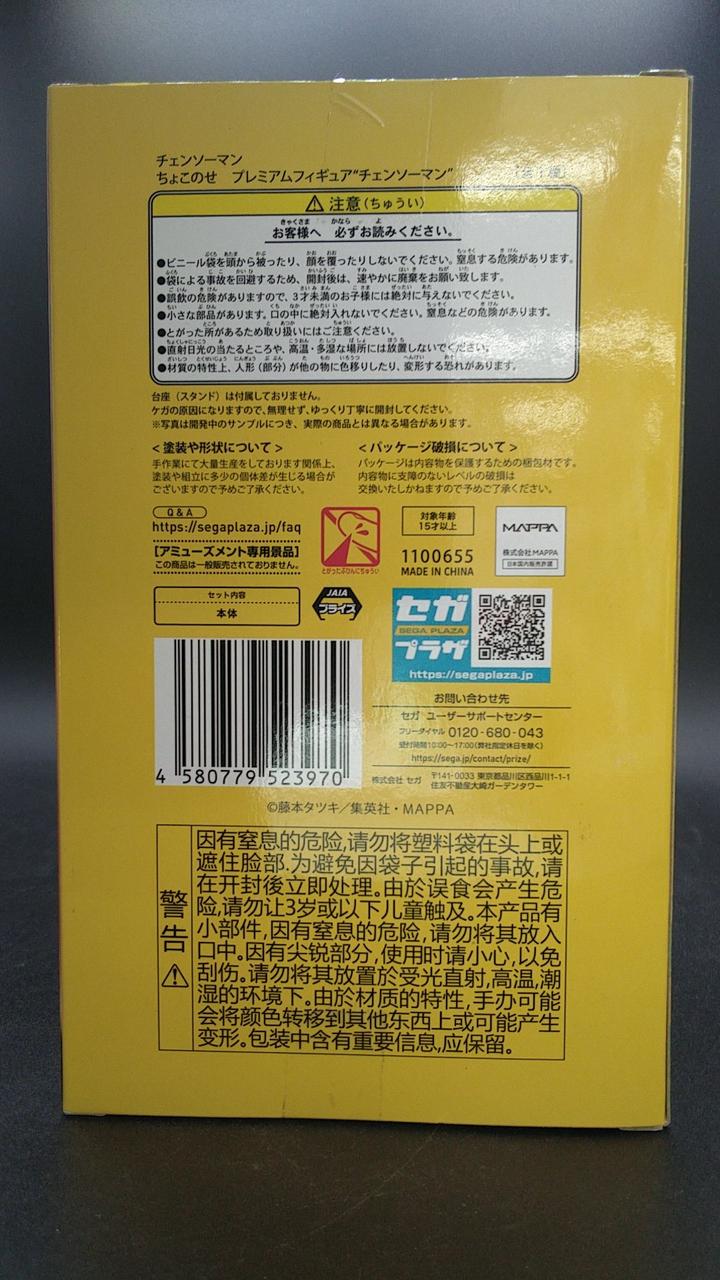 チェンソーマン
ちょこのせ プレミアムフィギュア“チェンソーマン”
(全1種)
⚠ 注意(ちゅうい)
お客様へ 必ずお読みください。
●ビニール袋を頭から被ったり、顔を覆ったりしないでください。窒息する危険があります。
●袋による事故を回避するため、開封後は、速やかに廃棄をお願い致します。
●誤飲の危険がありますので、3才未満のお子様には絶対に与えないでください。
●小さな部品があります。口の中に絶対入れないでください。窒息などの危険があります。
●とがった所があるため取り扱いにはご注意ください。
●直射日光の当たるところや、高温・多湿な場所には放置しないでください。
●材質の特性上、人形(部分)が他の物に色移りしたり、変形する恐れがあります。
台座(スタンド)は付属しておりません。
ケガの原因になりますので、無理せず、ゆっくり丁寧に開封してください。
※写真は開発中のサンプルにつき、実際の商品とは異なる場合があります。
<塗装や形状について>
手作業にて大量生産をしております関係上、
塗装や組立に多少の個体差が生じる場合が
ございますので予めご了承ください。
<パッケージ破損について>
パッケージは内容物を保護するための梱包材です。
内容物に支障のないレベルの破損は
交換いたしかねますので予めご了承ください。
Q&A
https://segaplaza.jp/faq
[アミューズメント専用景品]
この商品は一般販売されておりません。
とがったぶひんにちゅうい
対象年齢
15才以上
1100655
MADE IN CHINA
MAPPA
株式会社MAPPA
日本国内販売許諾
セット内容
本体
JAIA
プライズ
セガ
SEGA PLAZA
プラザ
https://segaplaza.jp
お問い合わせ先
セガ ユーザーサポートセンター
フリーダイヤル 0120-680-043
受付時間10:00~17:00(弊社指定休日を除く)
https://sega.jp/contact/prize/
株式会社 セガ
〒141-0033 東京都品川区西品川1-1-1
住友不動産大崎ガーデンタワー
4 580779 523970
©藤本タツキ/集英社・MAPPA
警告⚠
因有窒息的危险,请勿将塑料袋在头上或
遮住脸部.为避免因袋子引起的事故,请
在开封後立即处理。由於误食会产生危
险,请勿让3岁或以下儿童触及。本产品有
小部件,因有窒息的危险,请勿将其放入
口中。因有尖锐部分,使用时请小心,以免
刮伤。请勿将其放置於受光直射,高温,潮
湿的环境下。由於材质的特性,手办可能
会将颜色转移到其他东西上或可能产生
变形。包装中含有重要信息,应保留。